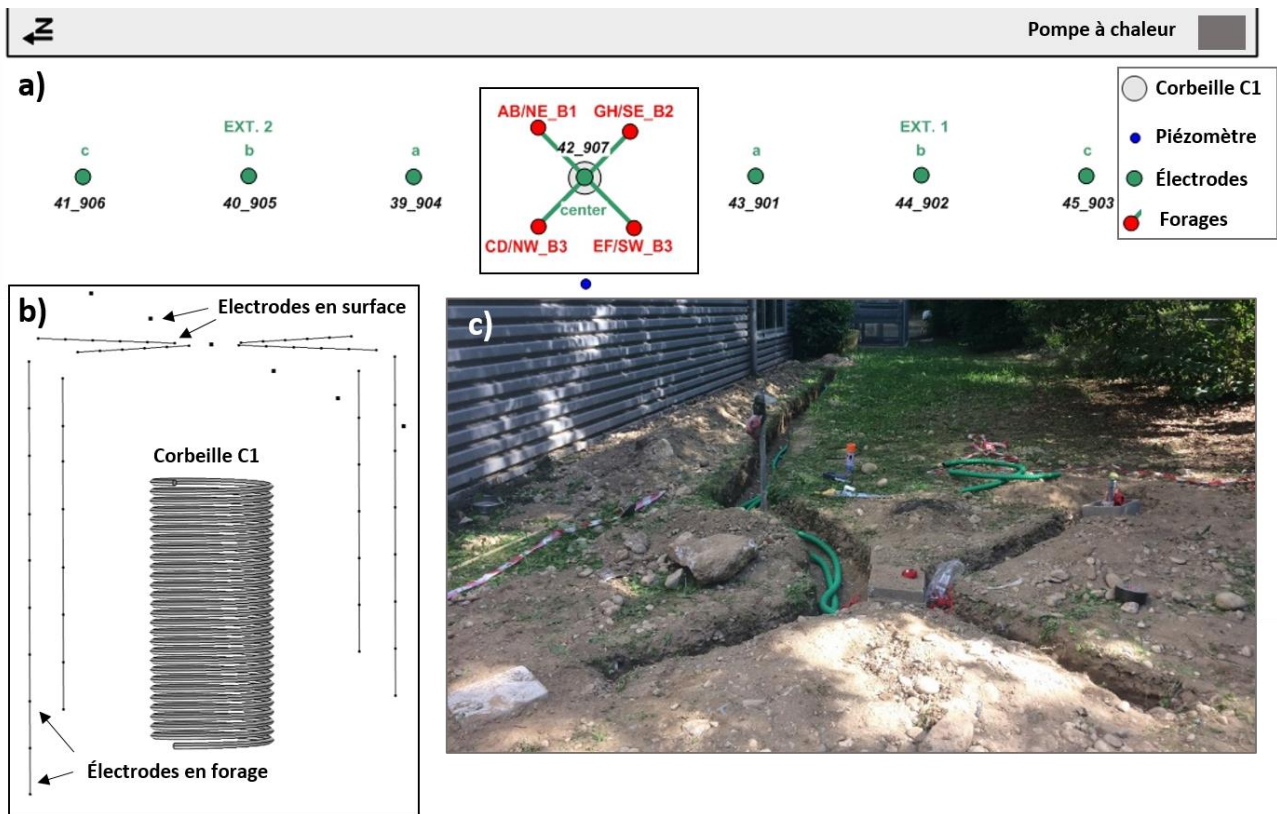 N
Pompe à chaleur
a)
Corbeille C1
Piézomètre
Électrodes
Forages
EXT. 2
c
b
a
41_906
40_905
39_904
AB/NE_B1
GH/SE_B2
42_907
center
CD/NW_B3
EF/SW_B3
EXT. 1
a
b
c
43_901
44_902
45_903
b)
Electrodes en surface
Corbeille C1
Électrodes en forage
c)